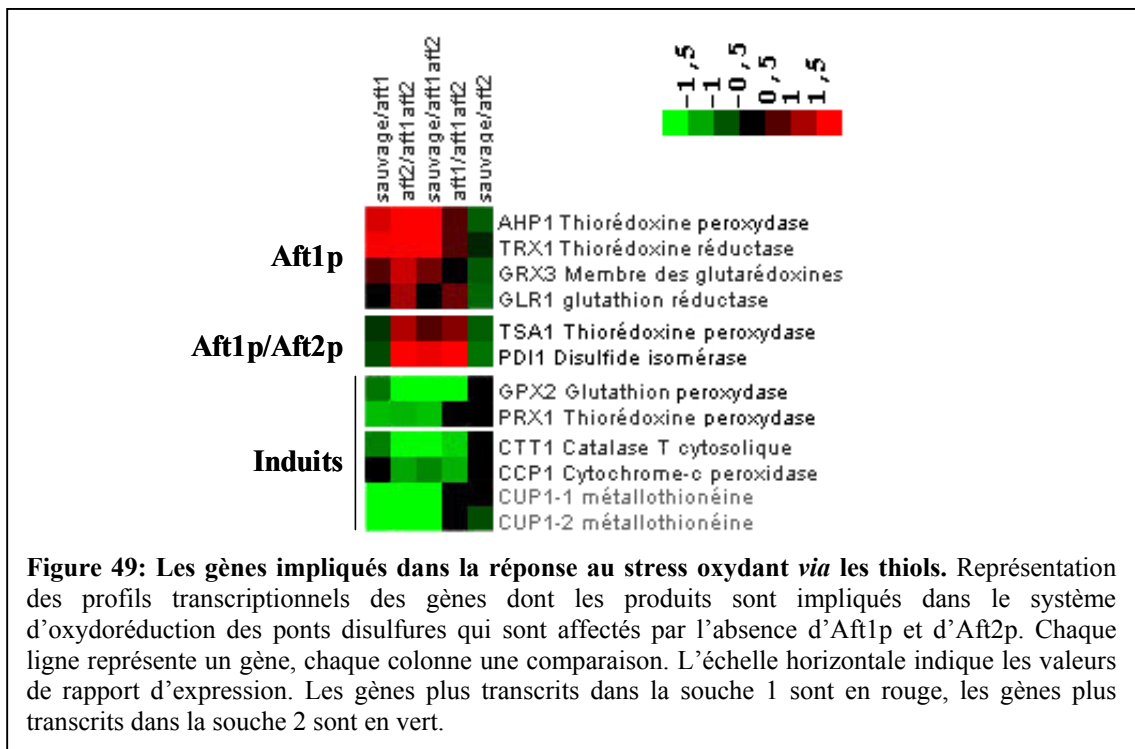 sauvage/aft1
aft2/aft1aft2
sauvage/aft1aft2
aft1/aft1aft2
sauvage/aft2
-1,5
-1
-0,5
0,5
1
1,5
Aft1p
AHP1 Thiorédoxine peroxydase
TRX1 Thiorédoxine réductase
GRX3 Membre des glutarédoxines
GLR1 glutathion réductase
Aft1p/Aft2p
TSA1 Thiorédoxine peroxydase
PDI1 Disulfide isomérase
Induits
GPX2 Glutathion peroxydase
PRX1 Thiorédoxine peroxydase
CTT1 Catalase T cytosolique
CCP1 Cytochrome-c peroxidase
CUP1-1 métallothionéine
CUP1-2 métallothionéine
Figure 49: Les gènes impliqués dans la réponse au stress oxydant via les thiols. Représentation
des profils transcriptionnels des gènes dont les produits sont impliqués dans le système
d’oxydoréduction des ponts disulfures qui sont affectés par l’absence d’Aft1p et d’Aft2p. Chaque
ligne représente un gène, chaque colonne une comparaison. L’échelle horizontale indique les valeurs
de rapport d’expression. Les gènes plus transcrits dans la souche 1 sont en rouge, les gènes plus
transcrits dans la souche 2 sont en vert.